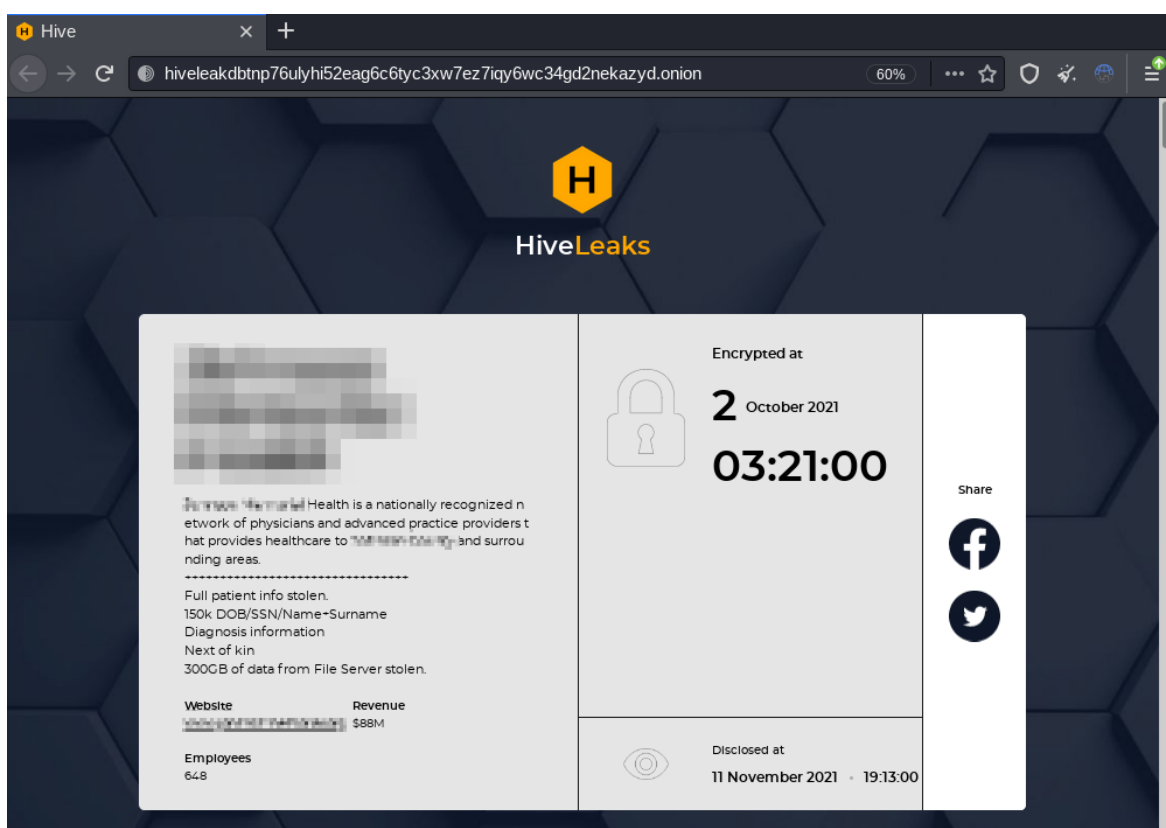 Hive
hiveleakdbtnp76ulyhi52eag6c6tyc3xw7ez7iqy6wc34gd2nekazyd.onion
60%
H
HiveLeaks
Health is a nationally recognized n
etwork of physicians and advanced practice providers t
hat provides healthcare to and surrou
nding areas.
++++++++++++++++++++++++++++++++
Full patient info stolen.
150k DOB/SSN/Name+Surname
Diagnosis information
Next of kin
300GB of data from File Server stolen.
Website
Revenue
$88M
Employees
648
Encrypted at
2 October 2021
03:21:00
Disclosed at
11 November 2021 19:13:00
Share